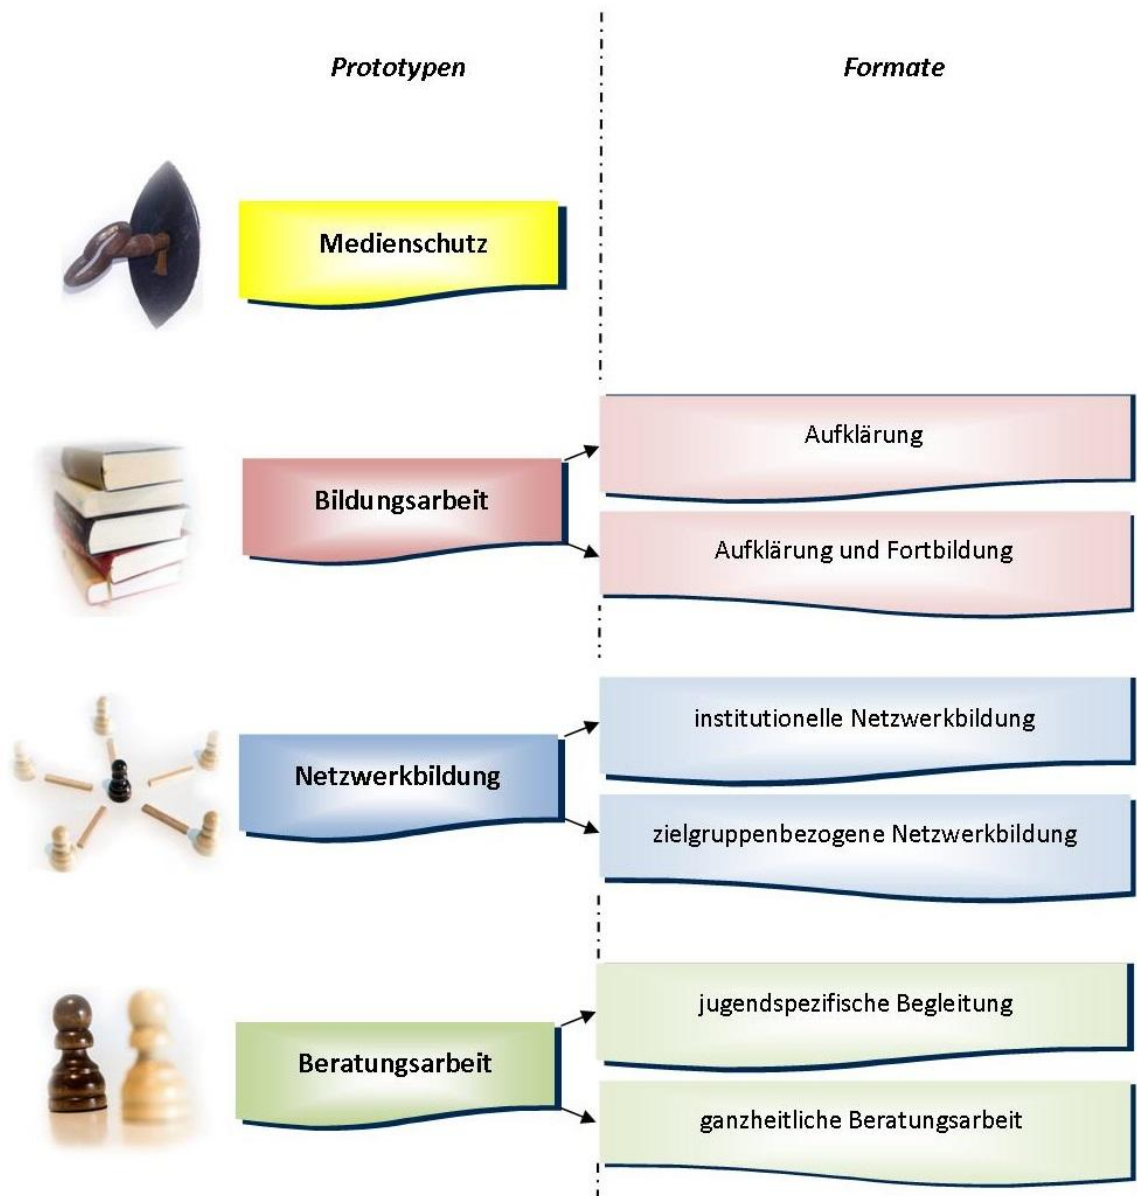 Prototypen
Formate
Medienschutz
Bildungsarbeit
Aufklärung
Aufklärung und Fortbildung
Netzwerkbildung
institutionelle Netzwerkbildung
zielgruppenbezogene Netzwerkbildung
Beratungsarbeit
jugendspezifische Begleitung
ganzheitliche Beratungsarbeit